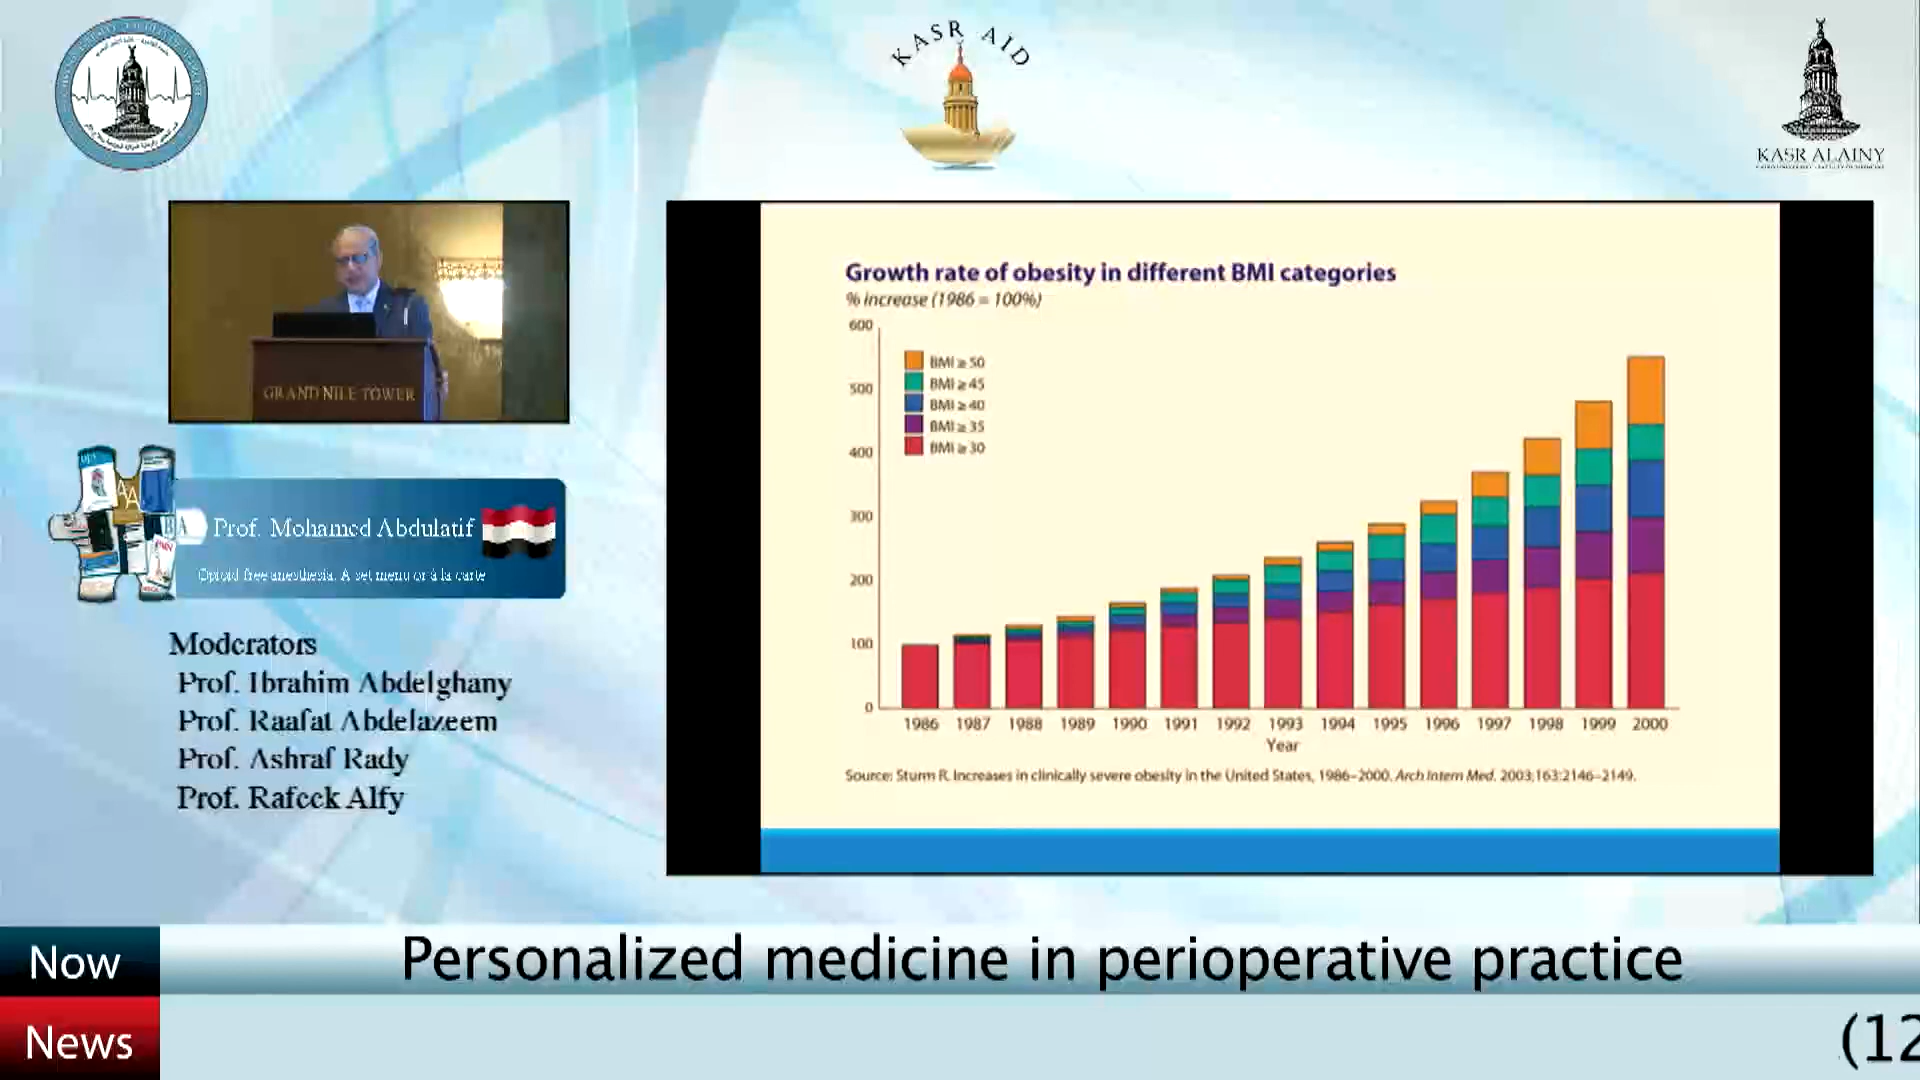 KASR AID
KASR ALAINY
GRAND NILE TOWER
Prof. Mohamed Abdulatif
Opioid free anesthesia. A set menu or à la carte
Moderators
Prof. Ibrahim Abdelghany
Prof. Raafat Abdelazeem
Prof. Ashraf Rady
Prof. Rafeek Alfy
Growth rate of obesity in different BMI categories
% increase (1986 = 100%)
600
500
400
300
200
100
0
BMI ≥ 50
BMI ≥ 45
BMI ≥ 40
BMI ≥ 35
BMI ≥ 30
1986 1987 1988 1989 1990 1991 1992 1993 1994 1995 1996 1997 1998 1999 2000
Year
Source: Sturm R. Increases in clinically severe obesity in the United States, 1986–2000. Arch Intern Med. 2003;163:2146–2149.
Now
Personalized medicine in perioperative practice
News
(12